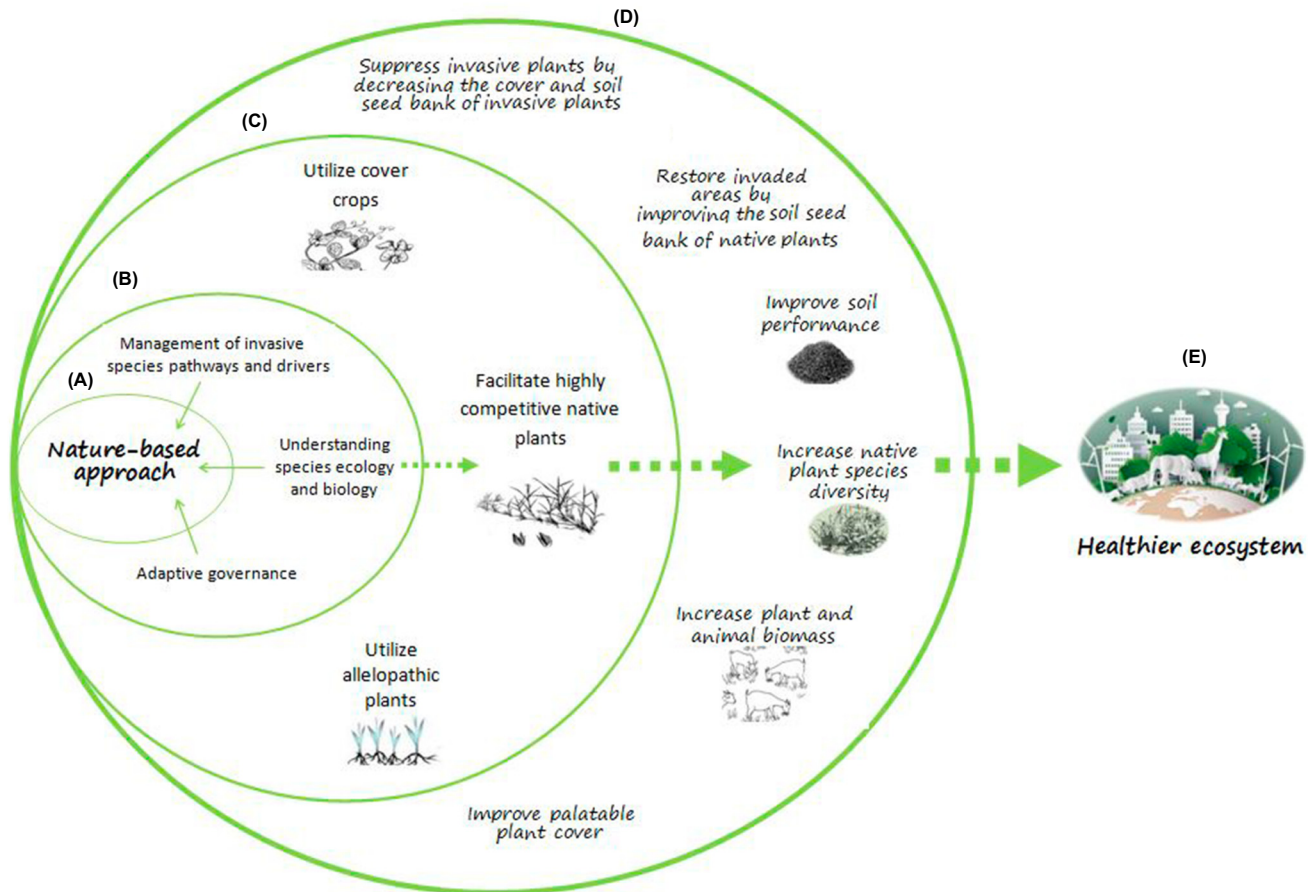 (D)
Suppress invasive plants by
decreasing the cover and soil
seed bank of invasive plants
(C)
Utilize cover
crops
Restore invaded
areas by
improving the soil seed
bank of native plants
(B)
Improve soil
performance
Management of invasive
species pathways and drivers
(A)
Nature-based
approach
Understanding
species ecology
and biology
Adaptive governance
Facilitate highly
competitive native
plants
Increase native
plant species
diversity
(E)
Healthier ecosystem
Increase plant and
animal biomass
Utilize
allelopathic
plants
Improve palatable
plant cover